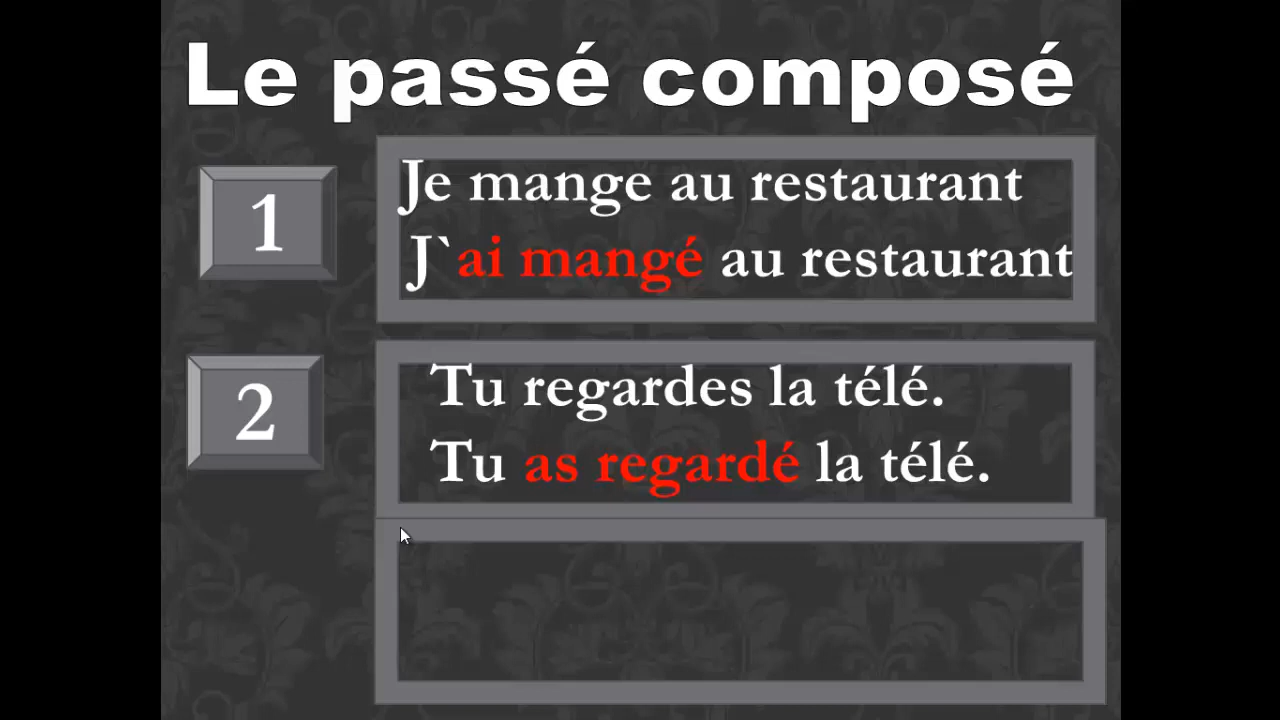 Le passé composé
1
Je mange au restaurant
J`ai mangé au restaurant
2
Tu regardes la télé.
Tu as regardé la télé.